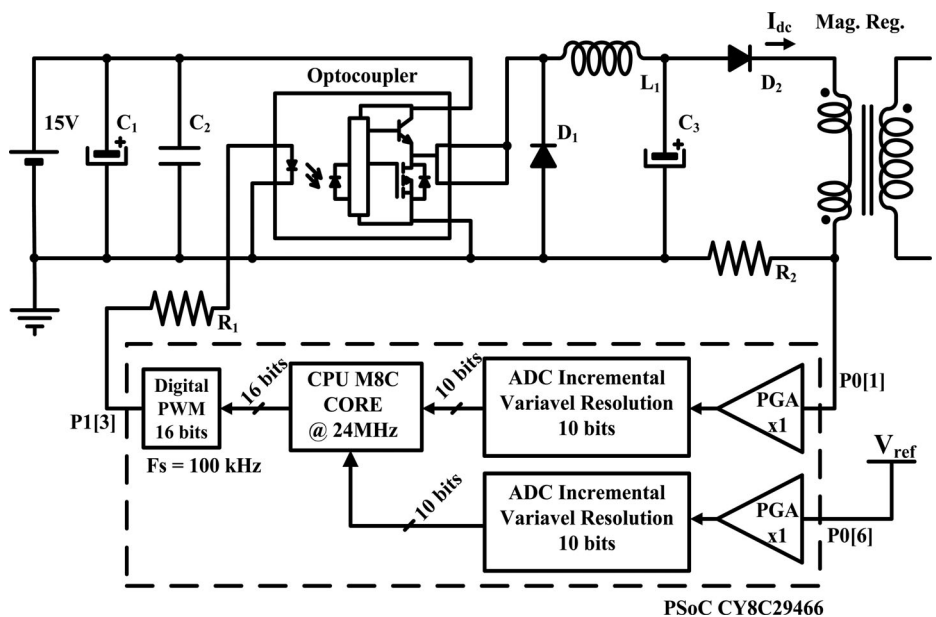 I_dc
Mag. Reg.
Optocoupler
L₁
D₂
15V
C₁
+
C₂
D₁
C₃
+
R₂
R₁
Digital
PWM
16 bits
16 bits
CPU M8C
CORE
@ 24MHz
10 bits
ADC Incremental
Variavel Resolution
10 bits
PGA
x1
P0[1]
P1[3]
Fs = 100 kHz
V_ref
10 bits
ADC Incremental
Variavel Resolution
10 bits
PGA
x1
P0[6]
PSoC CY8C29466